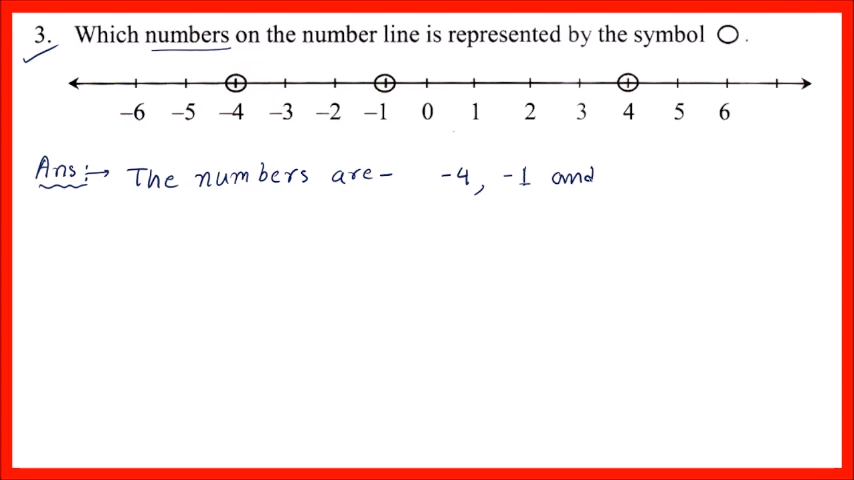 3. Which numbers on the number line is represented by the symbol ○.
–6 –5 –4 –3 –2 –1 0 1 2 3 4 5 6
Ans:→ The numbers are - -4, -1 and